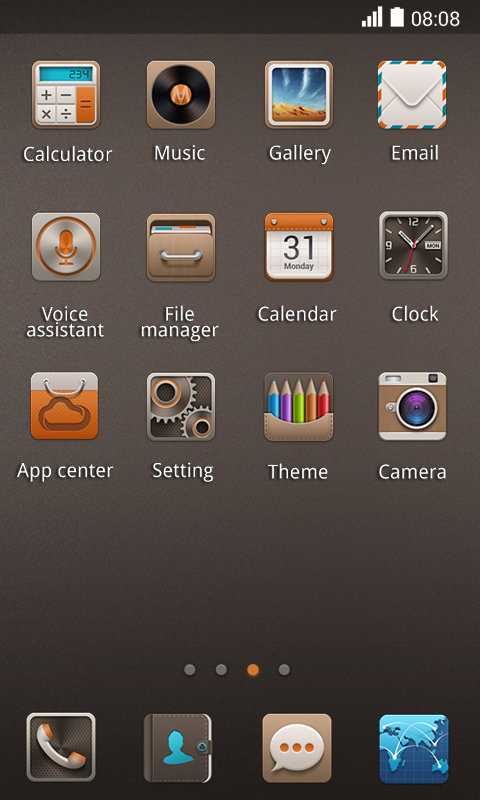 08:08
234
Calculator
Music
Gallery
Email
31
Monday
12
9
3
6
MON
Voice
assistant
File
manager
Calendar
Clock
App center
Setting
Theme
Camera